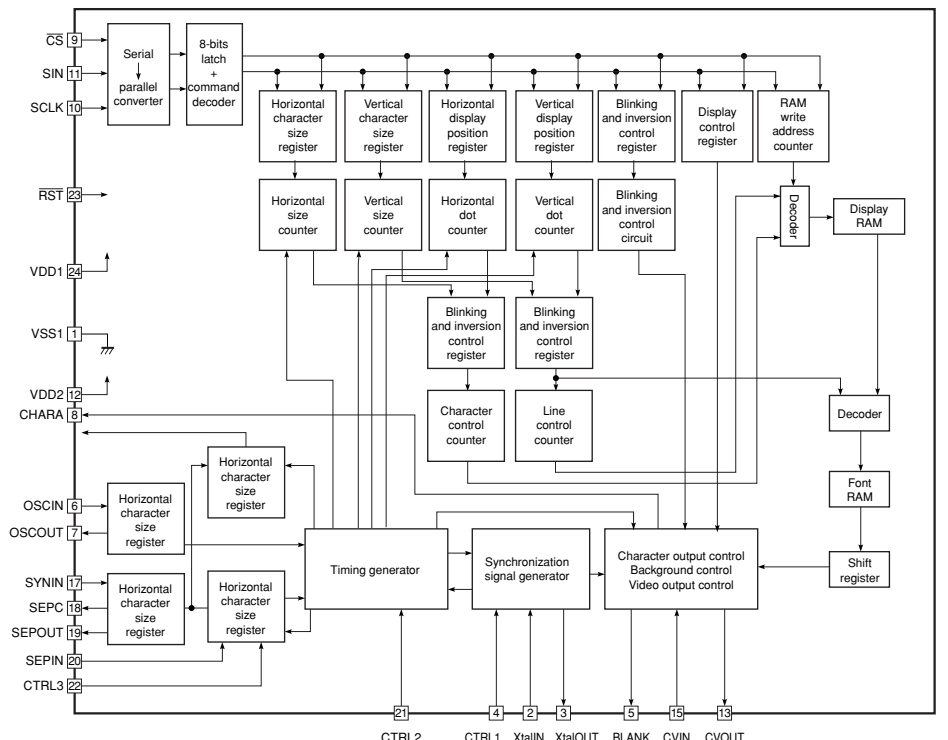 CS 9
SIN 11
SCLK 10
RST 23
VDD1 24
VSS1 1
VDD2 12
CHARA 8
OSCIN 6
OSCOUT 7
SYNIN 17
SEPC 18
SEPOUT 19
SEPIN 20
CTRL3 22
Serial
parallel
converter
8-bits
latch
+
command
decoder
Horizontal
character
size
register
Vertical
character
size
register
Horizontal
display
position
register
Vertical
display
position
register
Blinking
and inversion
control
register
Display
control
register
RAM
write
address
counter
Horizontal
size
counter
Vertical
size
counter
Horizontal
dot
counter
Vertical
dot
counter
Blinking
and inversion
control
circuit
Decoder
Display
RAM
Blinking
and inversion
control
register
Blinking
and inversion
control
register
Character
control
counter
Line
control
counter
Decoder
Font
RAM
Shift
register
Horizontal
character
size
register
Horizontal
character
size
register
Horizontal
character
size
register
Horizontal
character
size
register
Timing generator
Synchronization
signal generator
Character output control
Background control
Video output control
21 4 2 3 5 15 13
CTRL2 CTRL1 XtalIN XtalOUT BLANK CVIN CVOUT